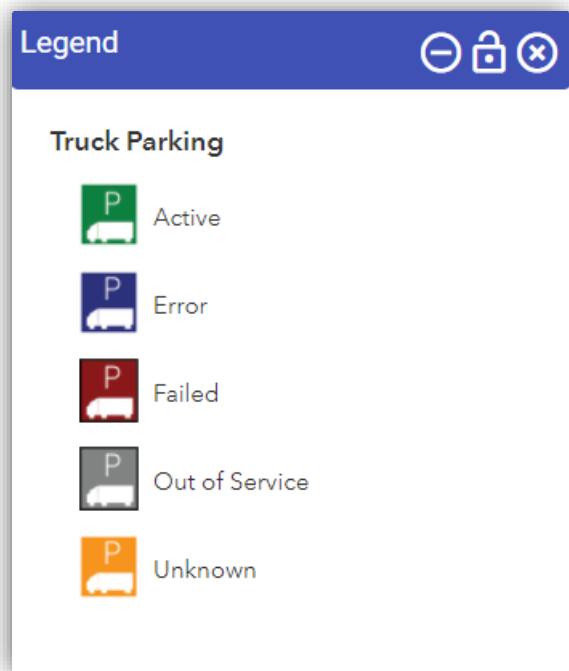 Legend
Truck Parking
P
Active
P
Error
P
Failed
P
Out of Service
P
Unknown